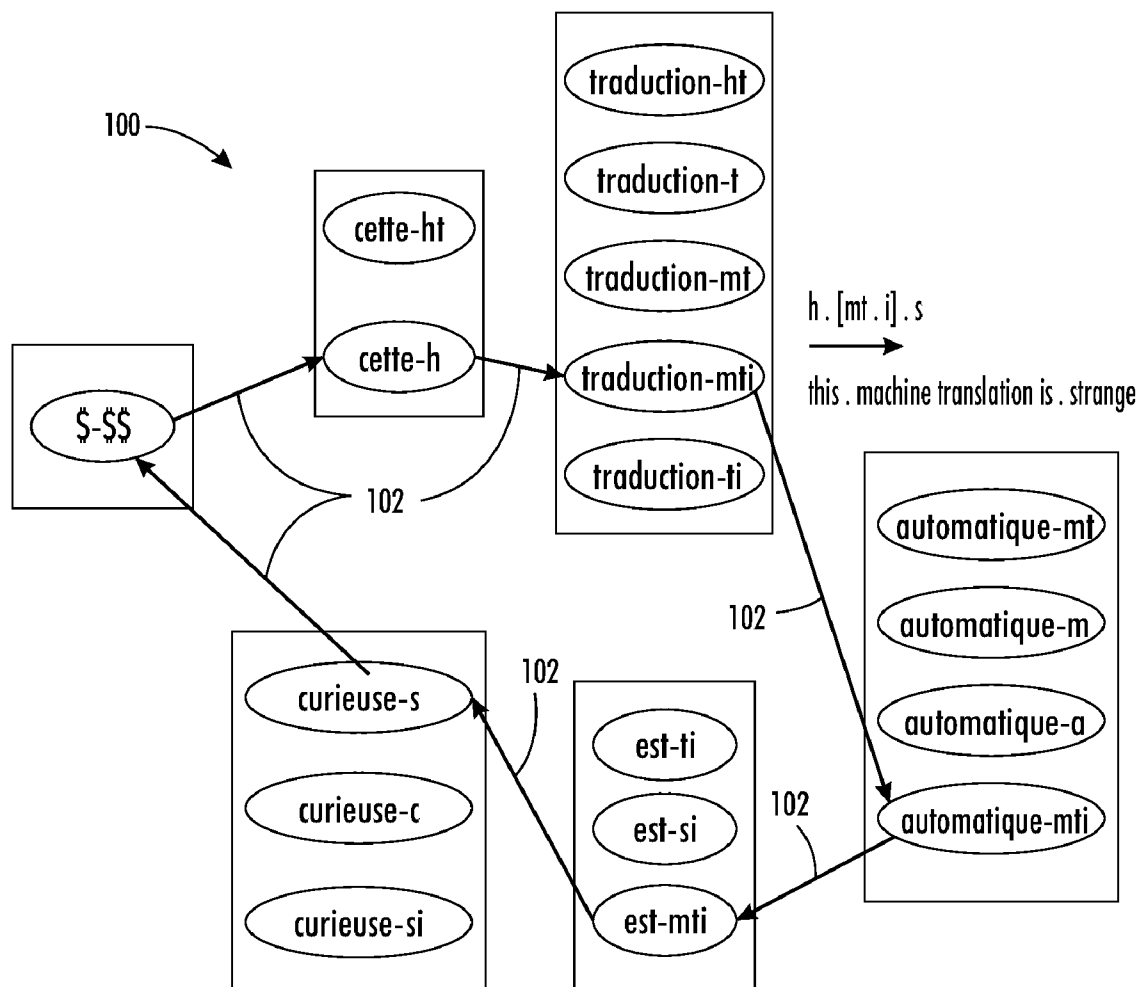 100
cette-ht
cette-h
$-$$
traduction-ht
traduction-t
traduction-mt
traduction-mti
traduction-ti
h . [mt . i] . s
this . machine translation is . strange
102
102
automatique-mt
automatique-m
automatique-a
automatique-mti
102
102
est-ti
est-si
est-mti
curieuse-s
curieuse-c
curieuse-si